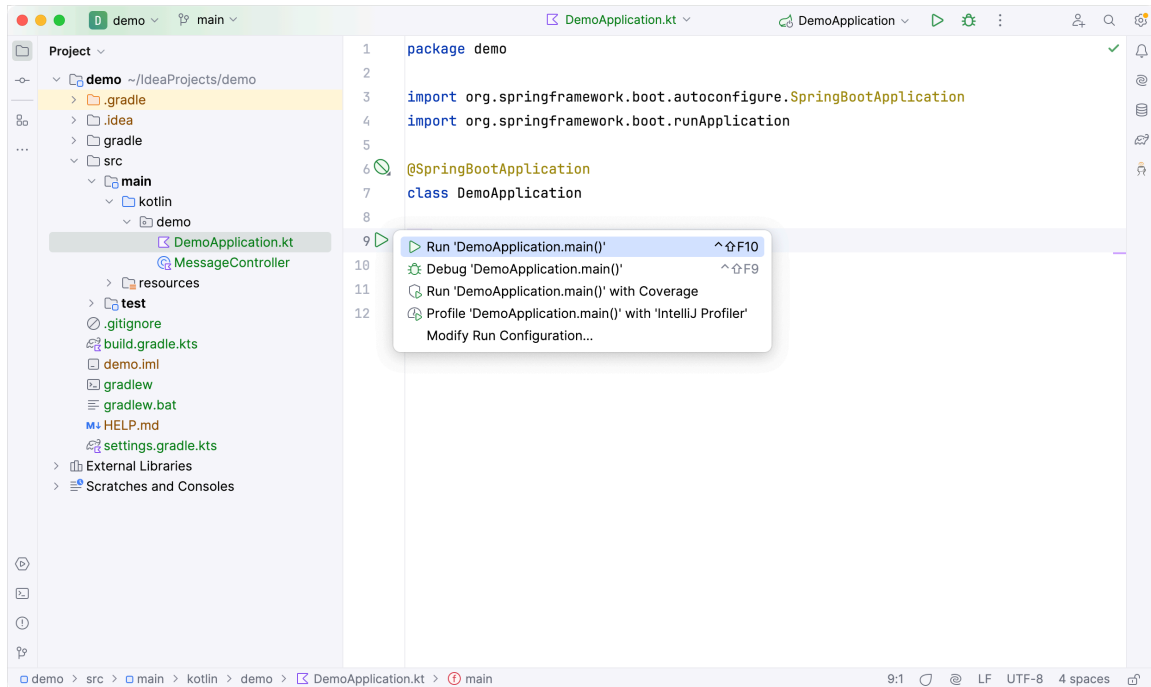 D demo main DemoApplication.kt DemoApplication
Project
demo ~/IdeaProjects/demo
.gradle
.idea
gradle
src
main
kotlin
demo
DemoApplication.kt
MessageController
resources
test
.gitignore
build.gradle.kts
demo.iml
gradlew
gradlew.bat
M↓ HELP.md
settings.gradle.kts
External Libraries
Scratches and Consoles
1 package demo
2
3 import org.springframework.boot.autoconfigure.SpringBootApplication
4 import org.springframework.boot.runApplication
5
6 @SpringBootApplication
7 class DemoApplication
8
9
10
11
12
Run 'DemoApplication.main()' ^⇧F10
Debug 'DemoApplication.main()' ^⇧F9
Run 'DemoApplication.main()' with Coverage
Profile 'DemoApplication.main()' with 'IntelliJ Profiler'
Modify Run Configuration...
demo > src > main > kotlin > demo > DemoApplication.kt > f main 9:1 LF UTF-8 4 spaces